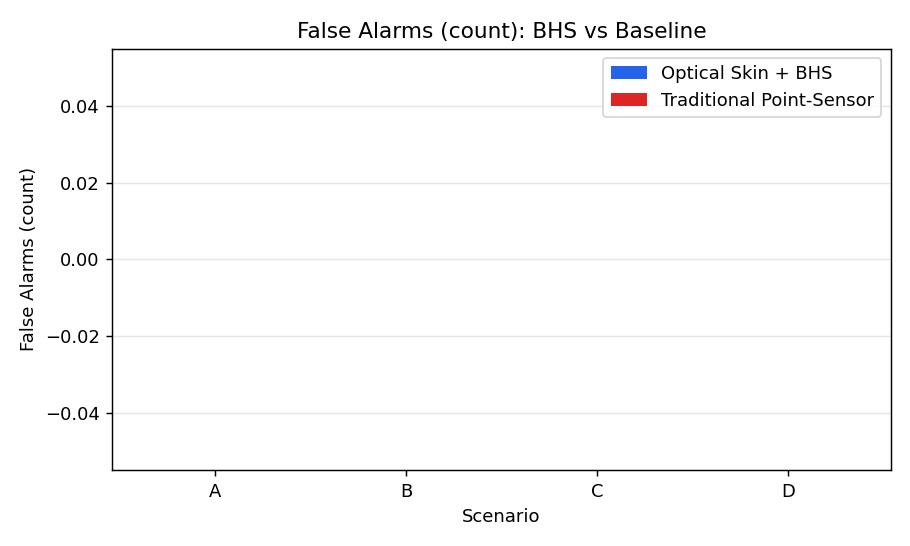 False Alarms (count): BHS vs Baseline
Optical Skin + BHS
Traditional Point-Sensor
False Alarms (count)
0.04
0.02
0.00
−0.02
−0.04
A B C D
Scenario